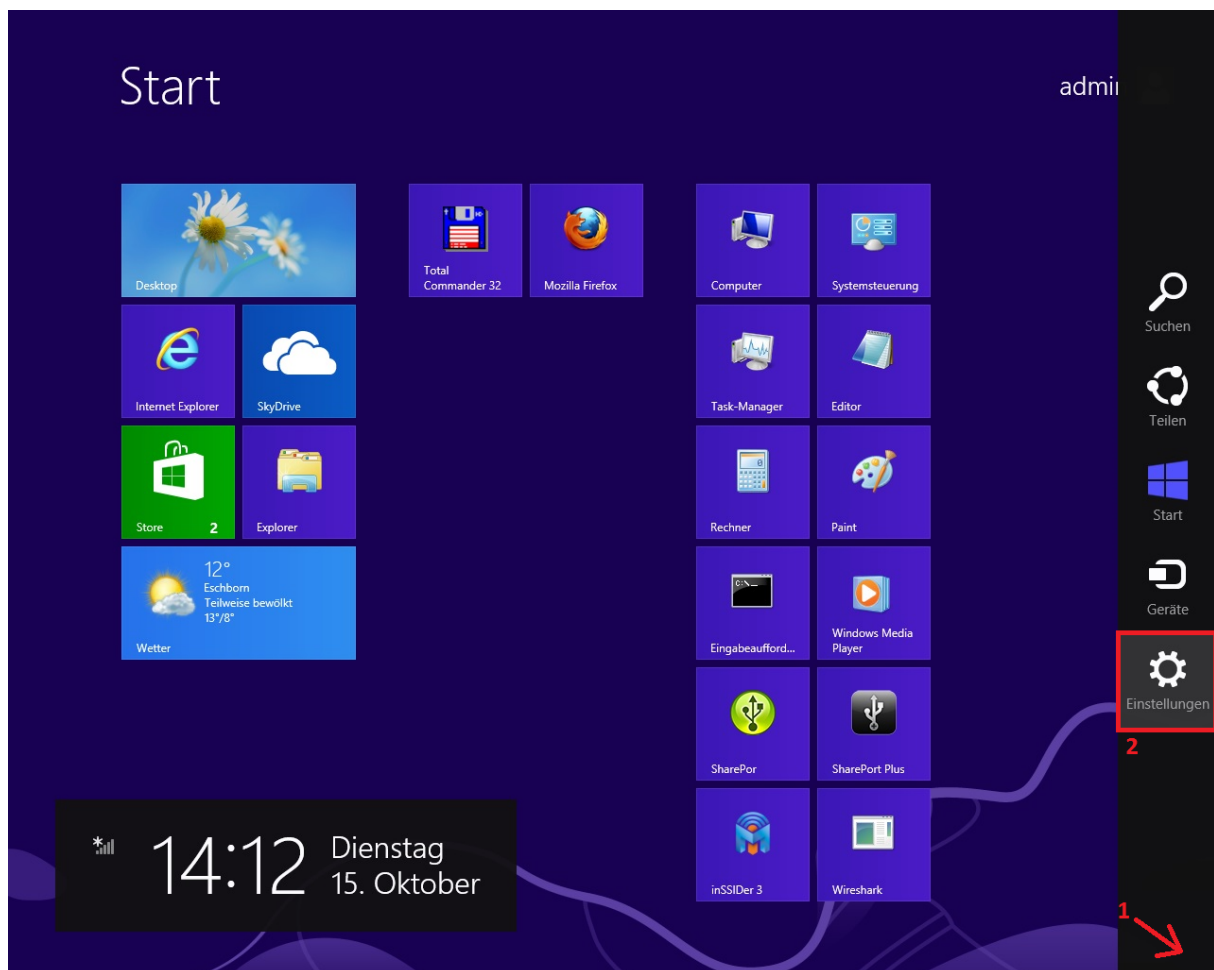 Start
admin
Desktop
Total
Commander 32
Mozilla Firefox
Computer
Systemsteuerung
Internet Explorer
SkyDrive
Task-Manager
Editor
Store
2
Explorer
Rechner
Paint
12°
Eschborn
Teilweise bewölkt
13°/8°
Wetter
C:\_
Eingabeaufford...
Windows Media
Player
SharePor
SharePort Plus
inSSIDer 3
Wireshark
14:12
Dienstag
15. Oktober
Suchen
Teilen
Start
Geräte
Einstellungen
2
1